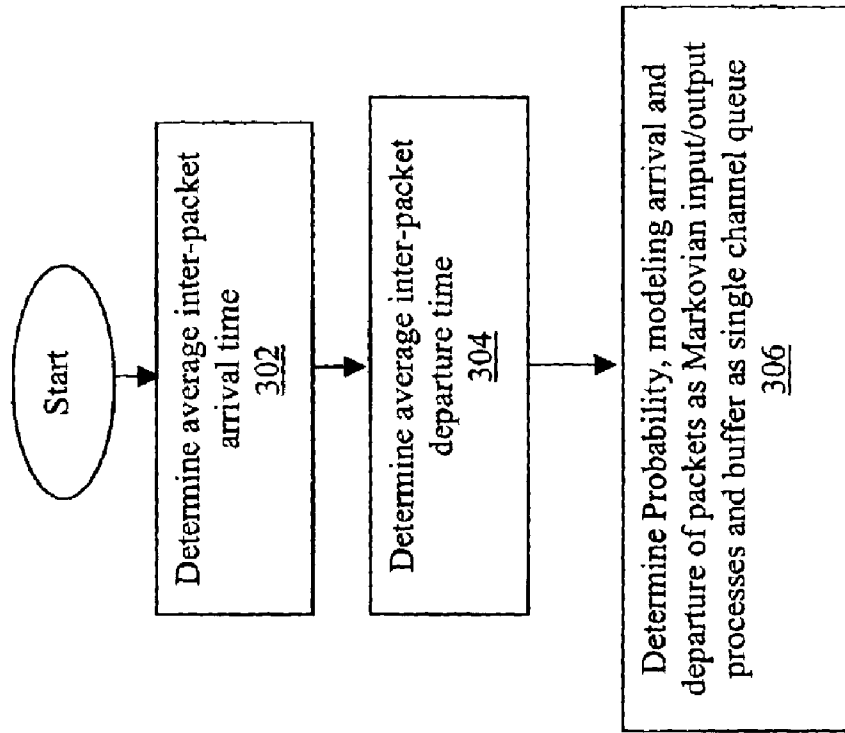 Start
Determine average inter-packet
arrival time
302
Determine average inter-packet
departure time
304
Determine Probability, modeling arrival and
departure of packets as Markovian input/output
processes and buffer as single channel queue
306